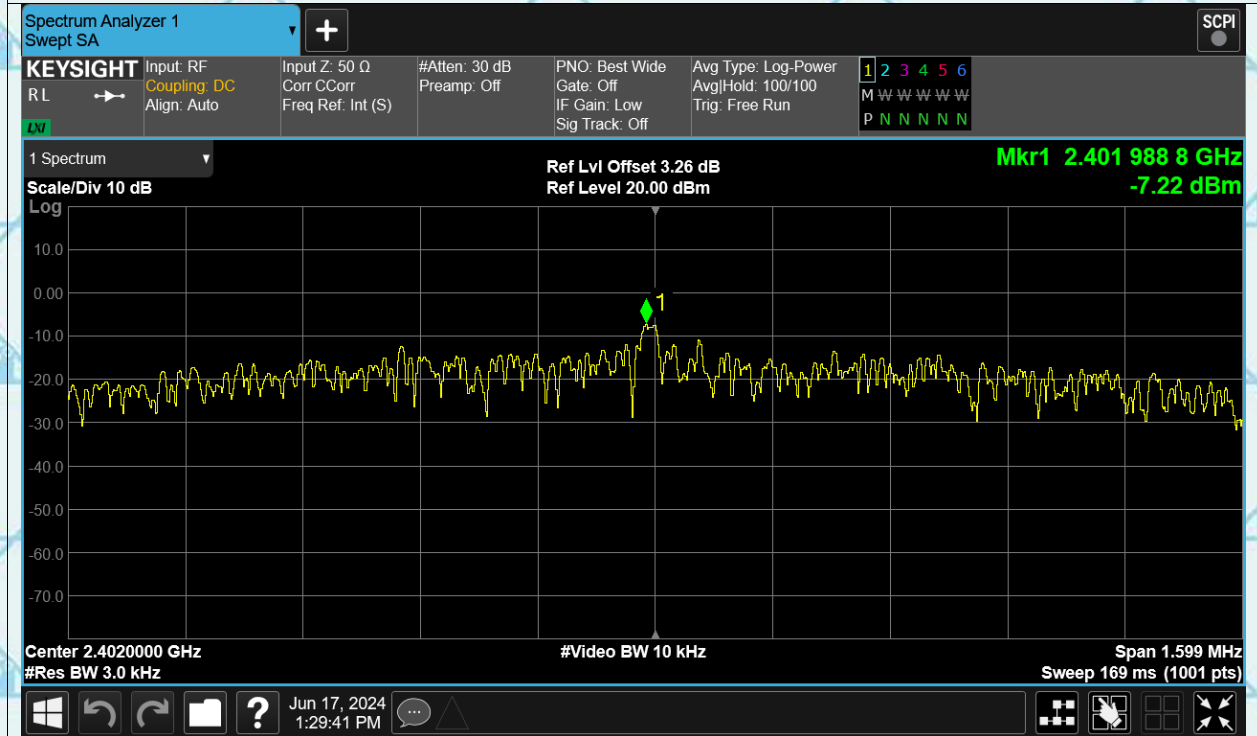 Spectrum Analyzer 1
Swept SA
SCPI
KEYSIGHT
R L
LXI
Input: RF
Coupling: DC
Align: Auto
Input Z: 50 Ω
Corr CCorr
Freq Ref: Int (S)
#Atten: 30 dB
Preamp: Off
PNO: Best Wide
Gate: Off
IF Gain: Low
Sig Track: Off
Avg Type: Log-Power
Avg|Hold: 100/100
Trig: Free Run
1 2 3 4 5 6
M W W W W W
P N N N N N N
1 Spectrum
Scale/Div 10 dB
Log
Ref Lvl Offset 3.26 dB
Ref Level 20.00 dBm
Mkr1 2.401 988 8 GHz
-7.22 dBm
10.0
0.00
-10.0
-20.0
-30.0
-40.0
-50.0
-60.0
-70.0
1
Center 2.4020000 GHz
#Res BW 3.0 kHz
#Video BW 10 kHz
Span 1.599 MHz
Sweep 169 ms (1001 pts)
?
Jun 17, 2024
1:29:41 PM